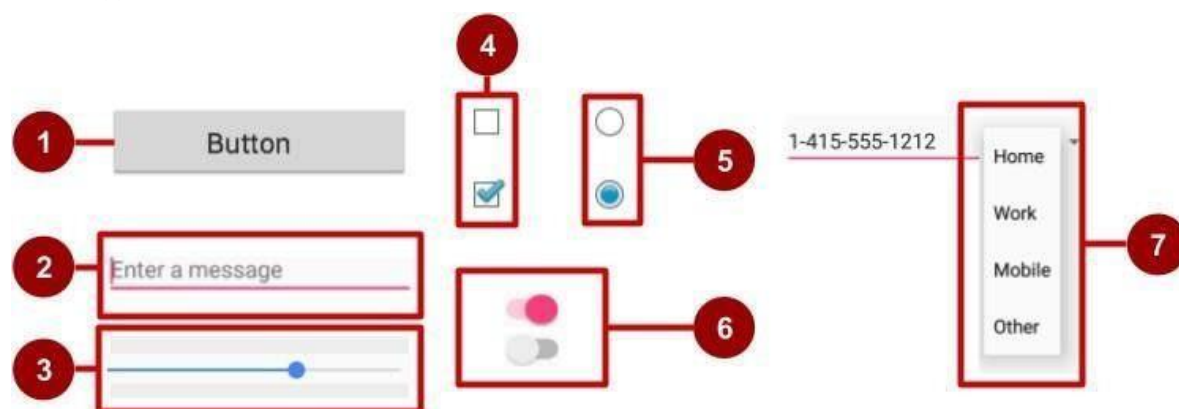 4
1
Button
5
1-415-555-1212
Home
Work
Mobile
Other
7
2
Enter a message
6
3